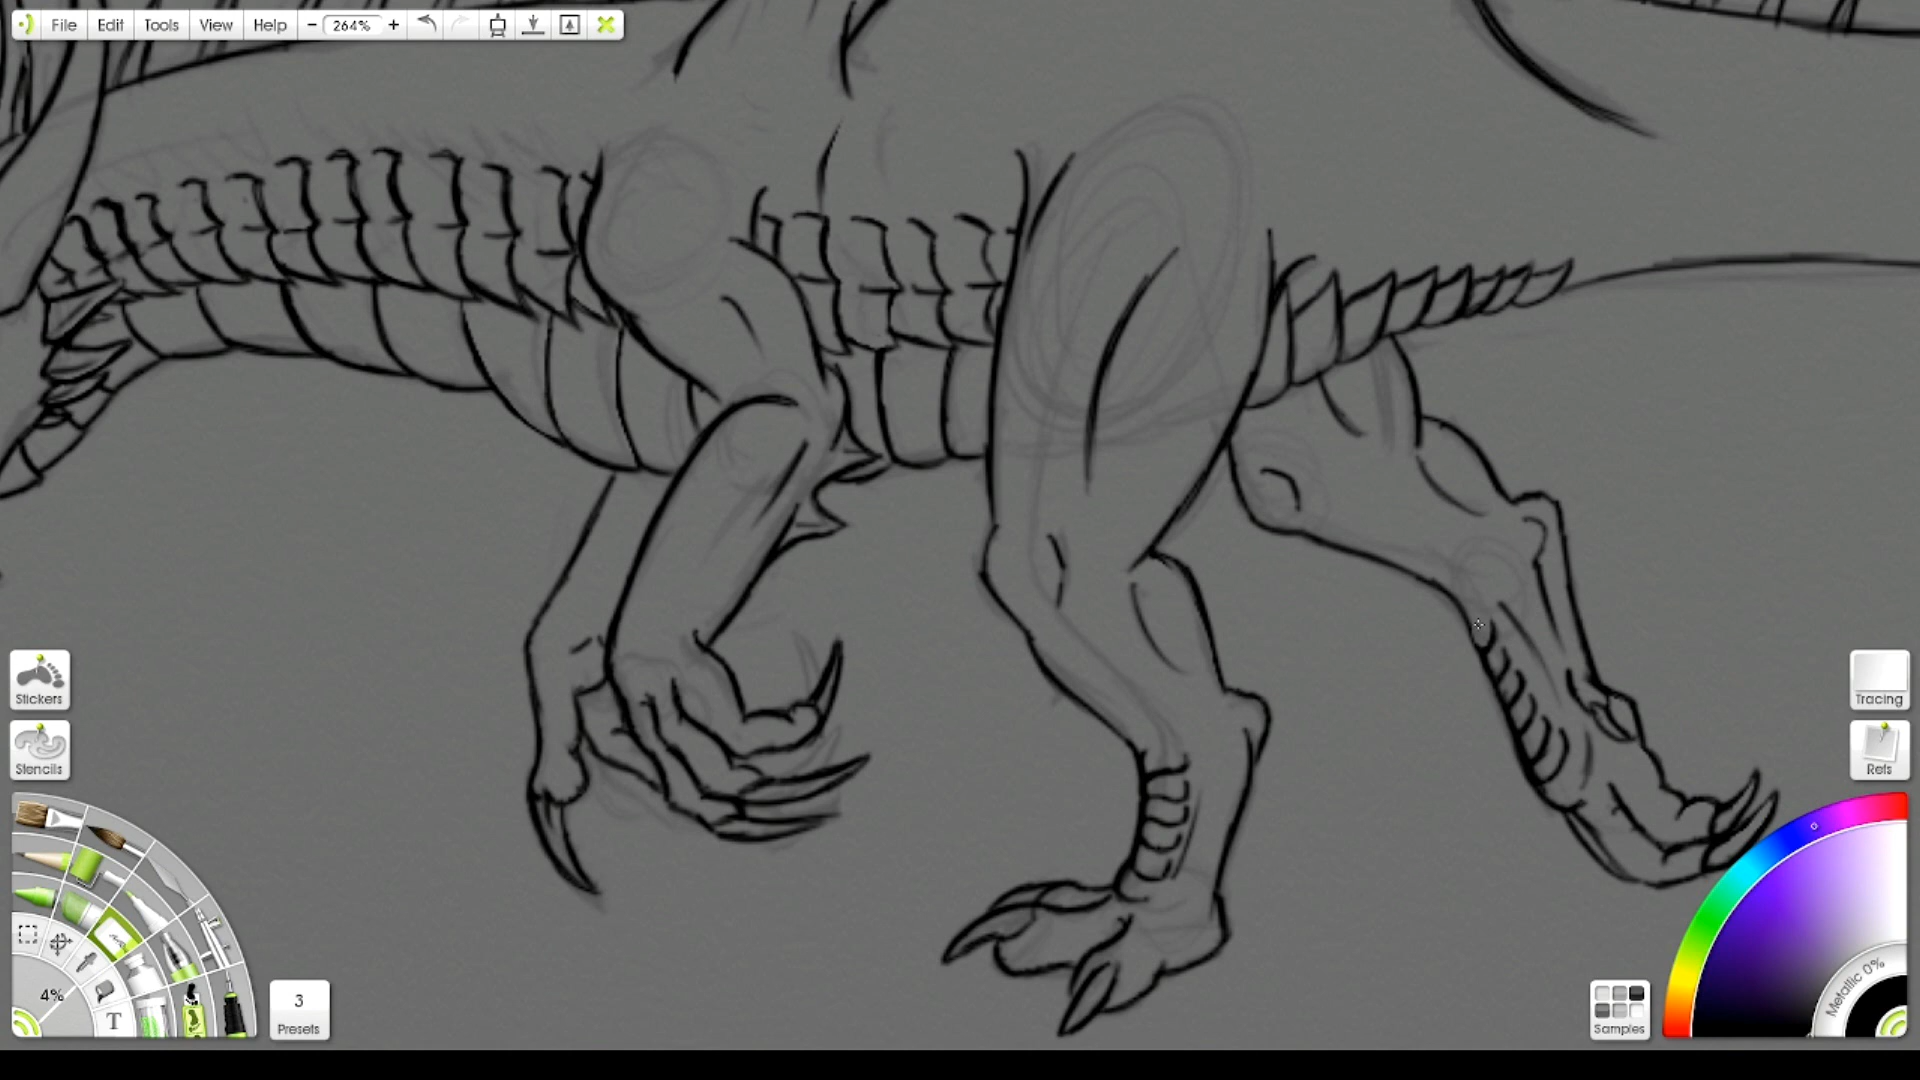 File Edit Tools View Help − 264% +
Stickers
Stencils
Tracing
Refs
4%
T
3
Presets
Samples
Metallic 0%